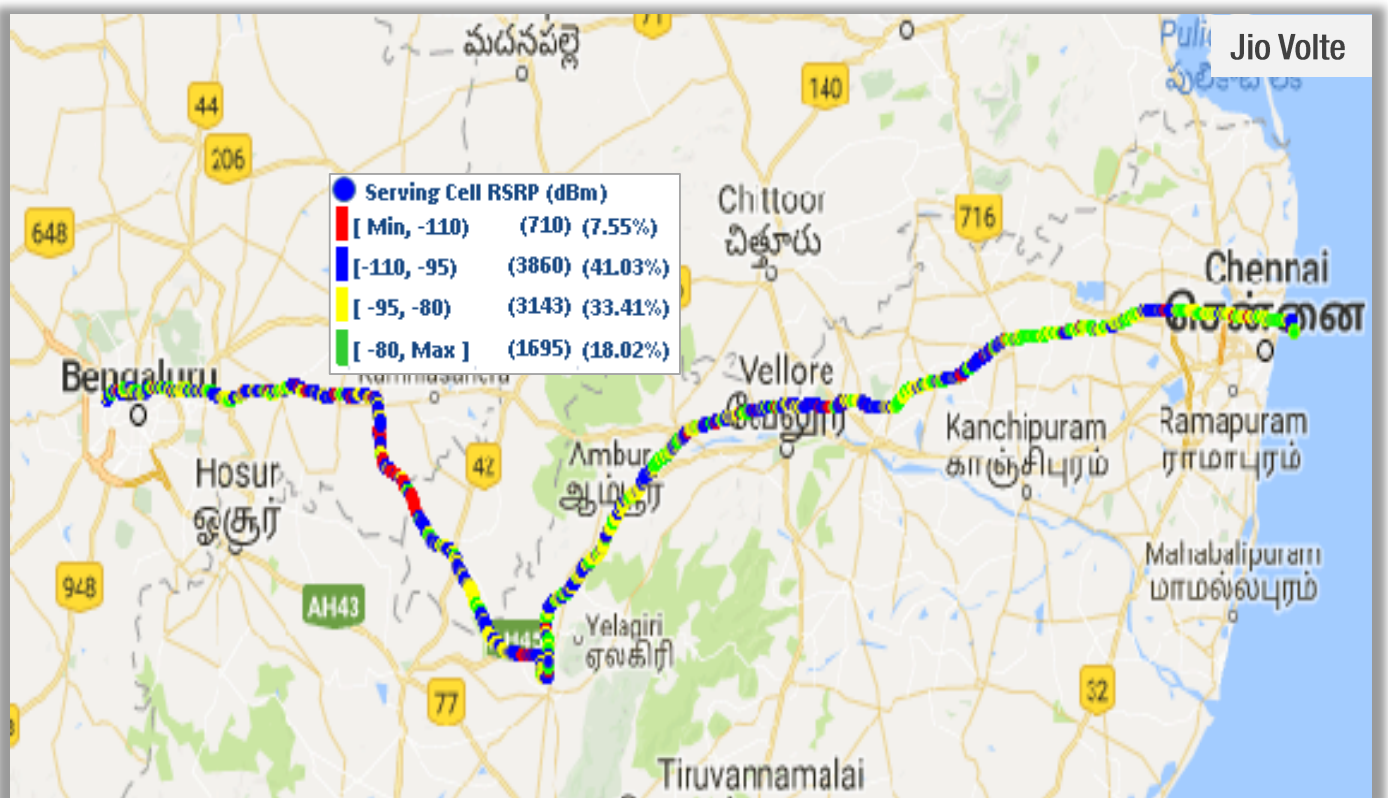 71
మదనపల్లె
Jio Volte
44
140
206
Serving Cell RSRP (dBm)
[ Min, -110) (710) (7.55%)
[-110, -95) (3860) (41.03%)
[ -95, -80) (3143) (33.41%)
[ -80, Max ] (1695) (18.02%)
648
Chittoor
చిత్తూరు
716
Chennai
சென்னை
Bengaluru
Vellore
வேலூர்
Kanchipuram
காஞ்சிபுரம்
Ramapuram
ராமாபுரம்
Hosur
ஓசூர்
42
Ambur
ஆம்பூர்
948
AH43
Mahabalipuram
மாமல்லபுரம்
Yelagiri
ஏலகிரி
77
32
Tiruvannamalai